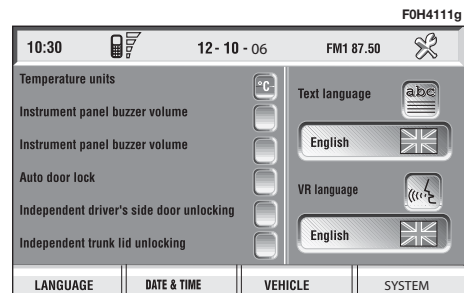 F0H4111g
10:30 12-10-06 FM1 87.50
Temperature units °C
Instrument panel buzzer volume
Instrument panel buzzer volume
Auto door lock
Independent driver's side door unlocking
Independent trunk lid unlocking
Text language abc
English
VR language
English
LANGUAGE DATE & TIME VEHICLE SYSTEM